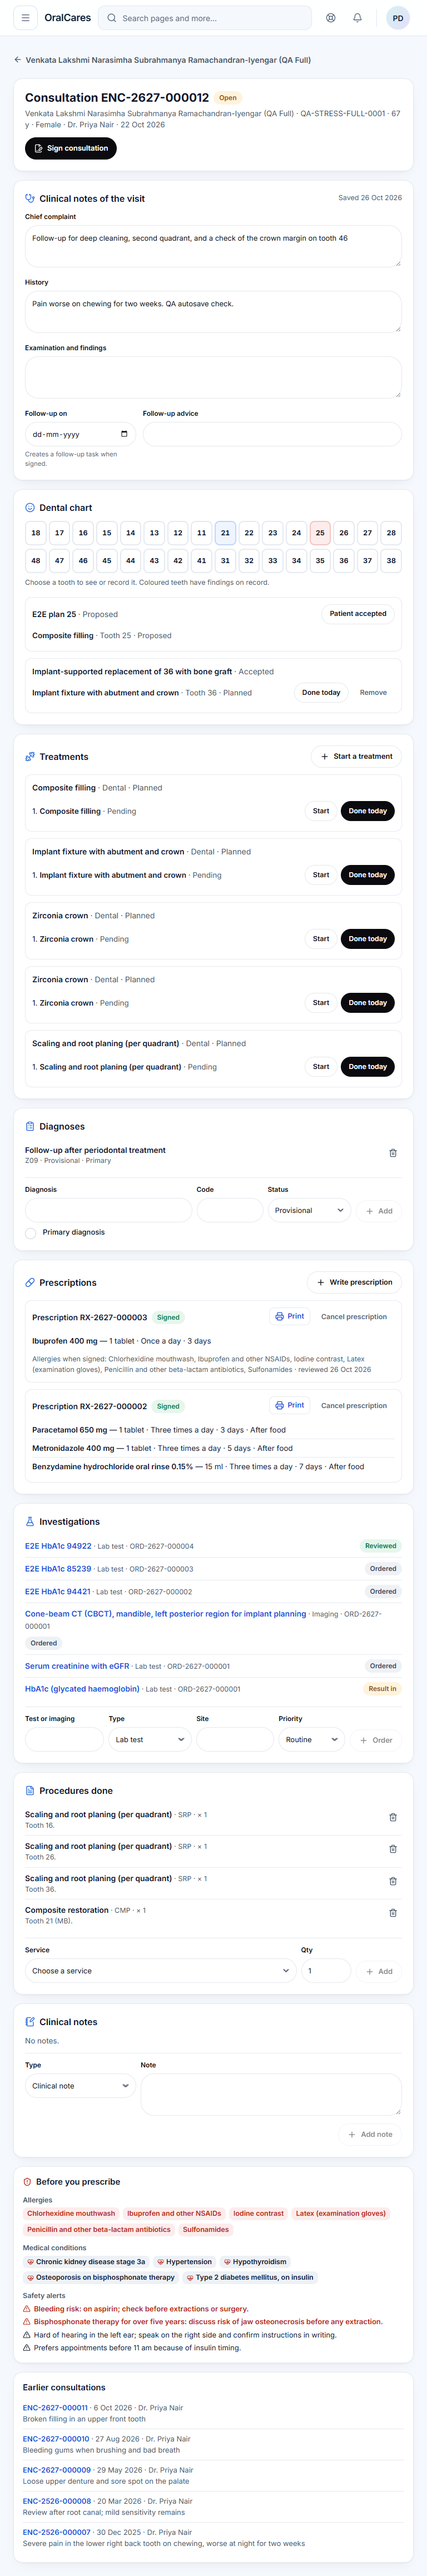 OralCares
Search pages and more...
PD
Venkata Lakshmi Narasimha Subrahmanya Ramachandran-Iyengar (QA Full)
Consultation ENC-2627-000012 Open
Venkata Lakshmi Narasimha Subrahmanya Ramachandran-Iyengar (QA Full) · QA-STRESS-FULL-0001 · 67
y · Female · Dr. Priya Nair · 22 Oct 2026
Sign consultation
Clinical notes of the visit
Saved 26 Oct 2026
Chief complaint
Follow-up for deep cleaning, second quadrant, and a check of the crown margin on tooth 46
History
Pain worse on chewing for two weeks. QA autosave check.
Examination and findings
Follow-up on Follow-up advice
dd-mm-yyyy
Creates a follow-up task when
signed.
Dental chart
18 17 16 15 14 13 12 11 21 22 23 24 25 26 27 28
48 47 46 45 44 43 42 41 31 32 33 34 35 36 37 38
Choose a tooth to see or record it. Coloured teeth have findings on record.
E2E plan 25 · Proposed
Patient accepted
Composite filling · Tooth 25 · Proposed
Implant-supported replacement of 36 with bone graft · Accepted
Implant fixture with abutment and crown · Tooth 36 · Planned
Done today Remove
Treatments
Start a treatment
Composite filling · Dental · Planned
1. Composite filling · Pending
Start Done today
Implant fixture with abutment and crown · Dental · Planned
1. Implant fixture with abutment and crown · Pending
Start Done today
Zirconia crown · Dental · Planned
1. Zirconia crown · Pending
Start Done today
Zirconia crown · Dental · Planned
1. Zirconia crown · Pending
Start Done today
Scaling and root planing (per quadrant) · Dental · Planned
1. Scaling and root planing (per quadrant) · Pending
Start Done today
Diagnoses
Follow-up after periodontal treatment
Z09 · Provisional · Primary
Diagnosis Code Status
Provisional
Add
Primary diagnosis
Prescriptions
Write prescription
Prescription RX-2627-000003 Signed
Print Cancel prescription
Ibuprofen 400 mg — 1 tablet · Once a day · 3 days
Allergies when signed: Chlorhexidine mouthwash, Ibuprofen and other NSAIDs, Iodine contrast, Latex
(examination gloves), Penicillin and other beta-lactam antibiotics, Sulfonamides · reviewed 26 Oct 2026
Prescription RX-2627-000002 Signed
Print Cancel prescription
Paracetamol 650 mg — 1 tablet · Three times a day · 3 days · After food
Metronidazole 400 mg — 1 tablet · Three times a day · 5 days · After food
Benzydamine hydrochloride oral rinse 0.15% — 15 ml · Three times a day · 7 days · After food
Investigations
E2E HbA1c 94922 · Lab test · ORD-2627-000004
Reviewed
E2E HbA1c 85239 · Lab test · ORD-2627-000003
Ordered
E2E HbA1c 94421 · Lab test · ORD-2627-000002
Ordered
Cone-beam CT (CBCT), mandible, left posterior region for implant planning · Imaging · ORD-2627-
000001
Ordered
Serum creatinine with eGFR · Lab test · ORD-2627-000001
Ordered
HbA1c (glycated haemoglobin) · Lab test · ORD-2627-000001
Result in
Test or imaging Type Site Priority
Lab test
Routine
Order
Procedures done
Scaling and root planing (per quadrant) · SRP · × 1
Tooth 16.
Scaling and root planing (per quadrant) · SRP · × 1
Tooth 26.
Scaling and root planing (per quadrant) · SRP · × 1
Tooth 36.
Composite restoration · CMP · × 1
Tooth 21 (MB).
Service Qty
Choose a service
1
Add
Clinical notes
No notes.
Type Note
Clinical note
Add note
Before you prescribe
Allergies
Chlorhexidine mouthwash Ibuprofen and other NSAIDs Iodine contrast Latex (examination gloves)
Penicillin and other beta-lactam antibiotics Sulfonamides
Medical conditions
Chronic kidney disease stage 3a Hypertension Hypothyroidism
Osteoporosis on bisphosphonate therapy Type 2 diabetes mellitus, on insulin
Safety alerts
Bleeding risk: on aspirin; check before extractions or surgery.
Bisphosphonate therapy for over five years: discuss risk of jaw osteonecrosis before any extraction.
Hard of hearing in the left ear; speak on the right side and confirm instructions in writing.
Prefers appointments before 11 am because of insulin timing.
Earlier consultations
ENC-2627-000011 · 6 Oct 2026 · Dr. Priya Nair
Broken filling in an upper front tooth
ENC-2627-000010 · 27 Aug 2026 · Dr. Priya Nair
Bleeding gums when brushing and bad breath
ENC-2627-000009 · 29 May 2026 · Dr. Priya Nair
Loose upper denture and sore spot on the palate
ENC-2526-000008 · 20 Mar 2026 · Dr. Priya Nair
Review after root canal; mild sensitivity remains
ENC-2526-000007 · 30 Dec 2025 · Dr. Priya Nair
Severe pain in the lower right back tooth on chewing, worse at night for two weeks